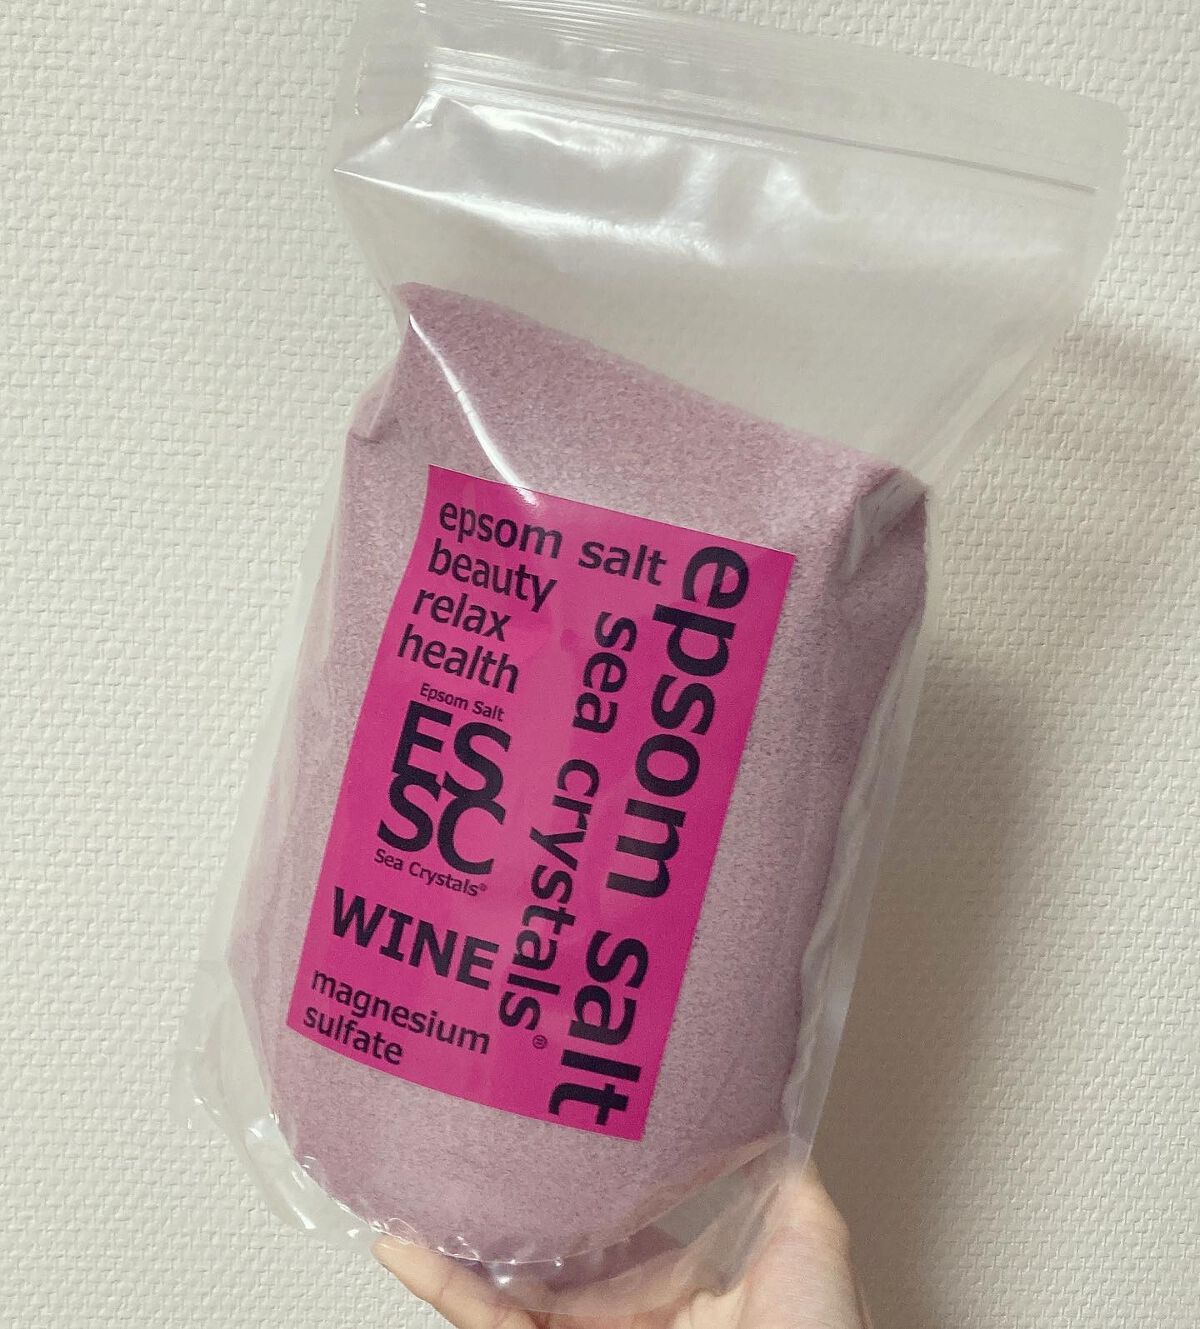 epsom salt
beauty
relax
health
Epsom Salt
ES
SC
Sea Crystals®
WINE
magnesium
sulfate
sea crystals®
epsom salt